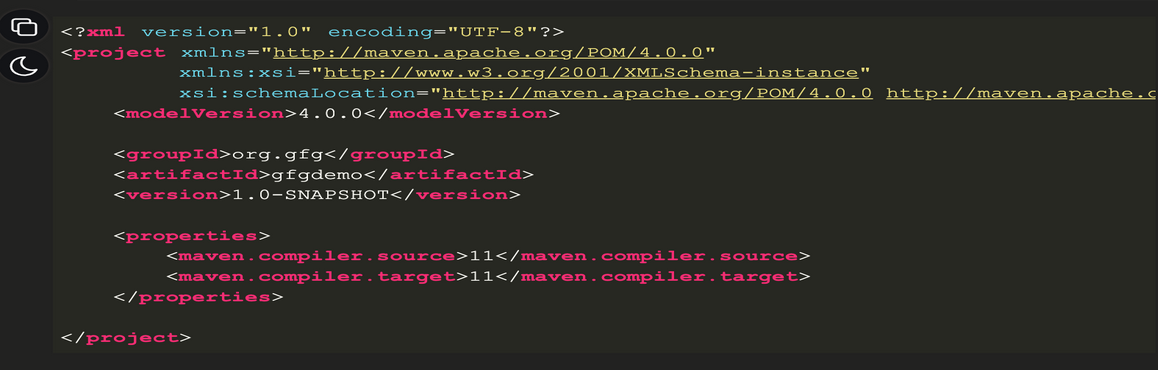 <?xml version="1.0" encoding="UTF-8"?>
<project xmlns="http://maven.apache.org/POM/4.0.0"
         xmlns:xsi="http://www.w3.org/2001/XMLSchema-instance"
         xsi:schemaLocation="http://maven.apache.org/POM/4.0.0 http://maven.apache.
    <modelVersion>4.0.0</modelVersion>

    <groupId>org.gfg</groupId>
    <artifactId>gfgdemo</artifactId>
    <version>1.0-SNAPSHOT</version>

    <properties>
        <maven.compiler.source>11</maven.compiler.source>
        <maven.compiler.target>11</maven.compiler.target>
    </properties>

</project>